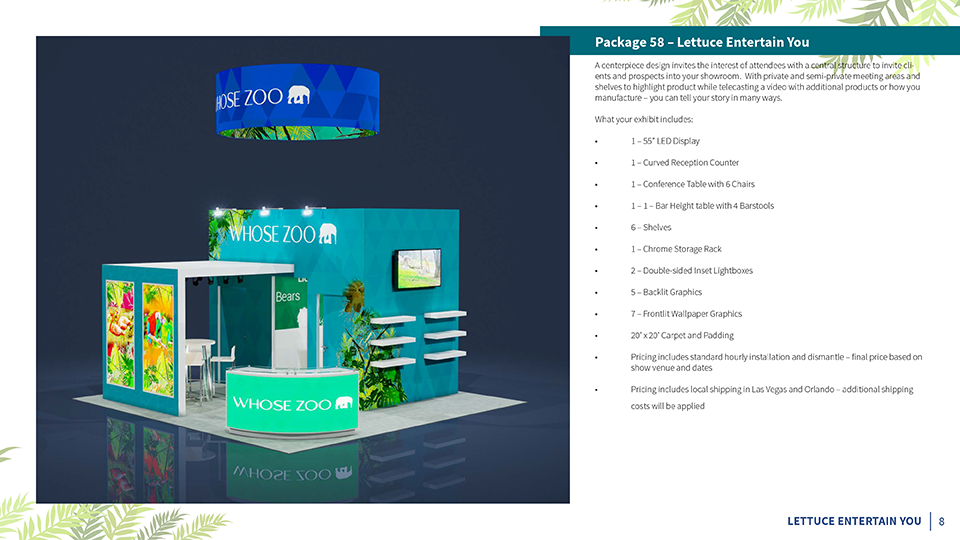 Package 58 – Lettuce Entertain You
A centerpiece design invites the interest of attendees with a central structure to invite cli-
ents and prospects into your showroom.  With private and semi-private meeting areas and
shelves to highlight product while telecasting a video with additional products or how you
manufacture – you can tell your story in many ways.
What your exhibit includes:
• 1 – 55" LED Display
• 1 – Curved Reception Counter
• 1 – Conference Table with 6 Chairs
• 1 – 1 – Bar Height table with 4 Barstools
• 6 – Shelves
• 1 – Chrome Storage Rack
• 2 – Double-sided Inset Lightboxes
• 5 – Backlit Graphics
• 7 – Frontlit Wallpaper Graphics
• 20' x 20' Carpet and Padding
• Pricing includes standard hourly installation and dismantle – final price based on
show venue and dates
• Pricing includes local shipping in Las Vegas and Orlando – additional shipping
costs will be applied
HOSE ZOO
WHOSE ZOO
Bears
WHOSE ZOO
LETTUCE ENTERTAIN YOU 8